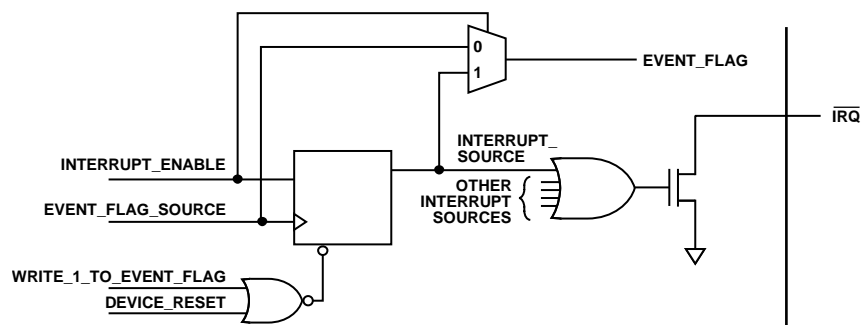 0
EVENT_FLAG
1
IRQ
INTERRUPT_
SOURCE
INTERRUPT_ENABLE
OTHER
INTERRUPT
SOURCES
EVENT_FLAG_SOURCE
WRITE_1_TO_EVENT_FLAG
DEVICE_RESET